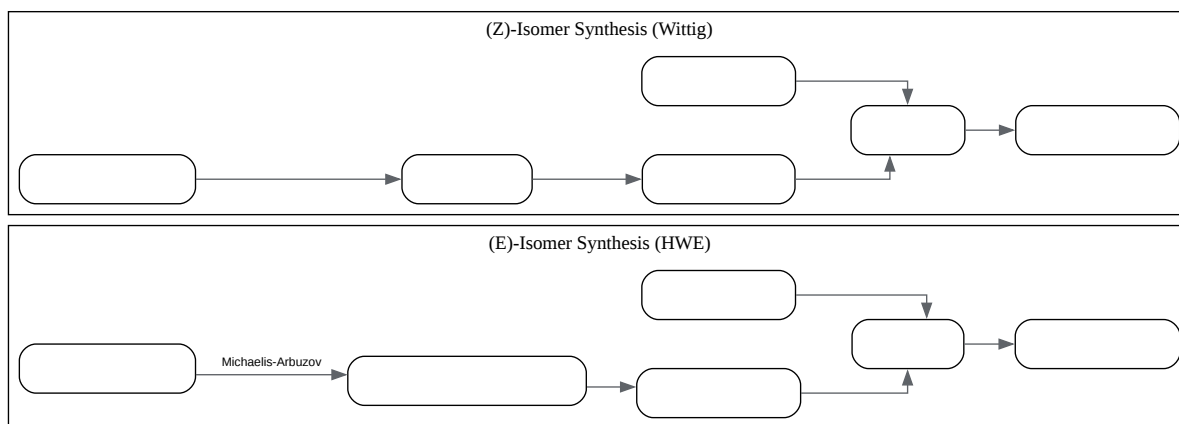 (Z)-Isomer Synthesis (Wittig)
(E)-Isomer Synthesis (HWE)
Michaelis-Arbuzov